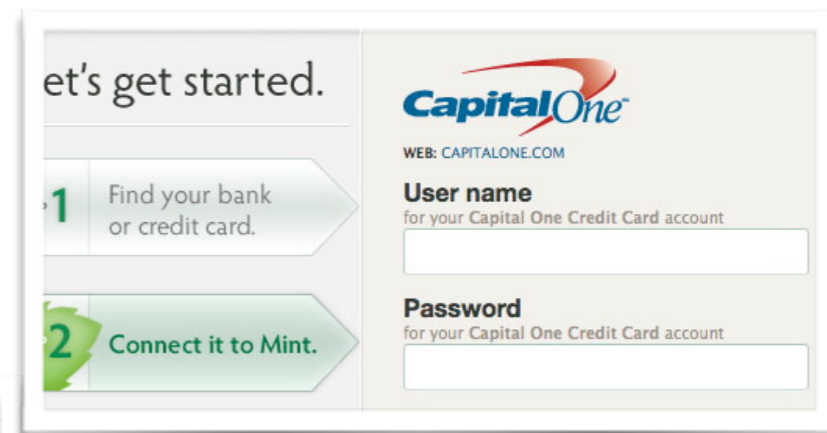 et's get started.
1
Find your bank
or credit card.
2
Connect it to Mint.
CapitalOne
WEB: CAPITALONE.COM
User name
for your Capital One Credit Card account
Password
for your Capital One Credit Card account